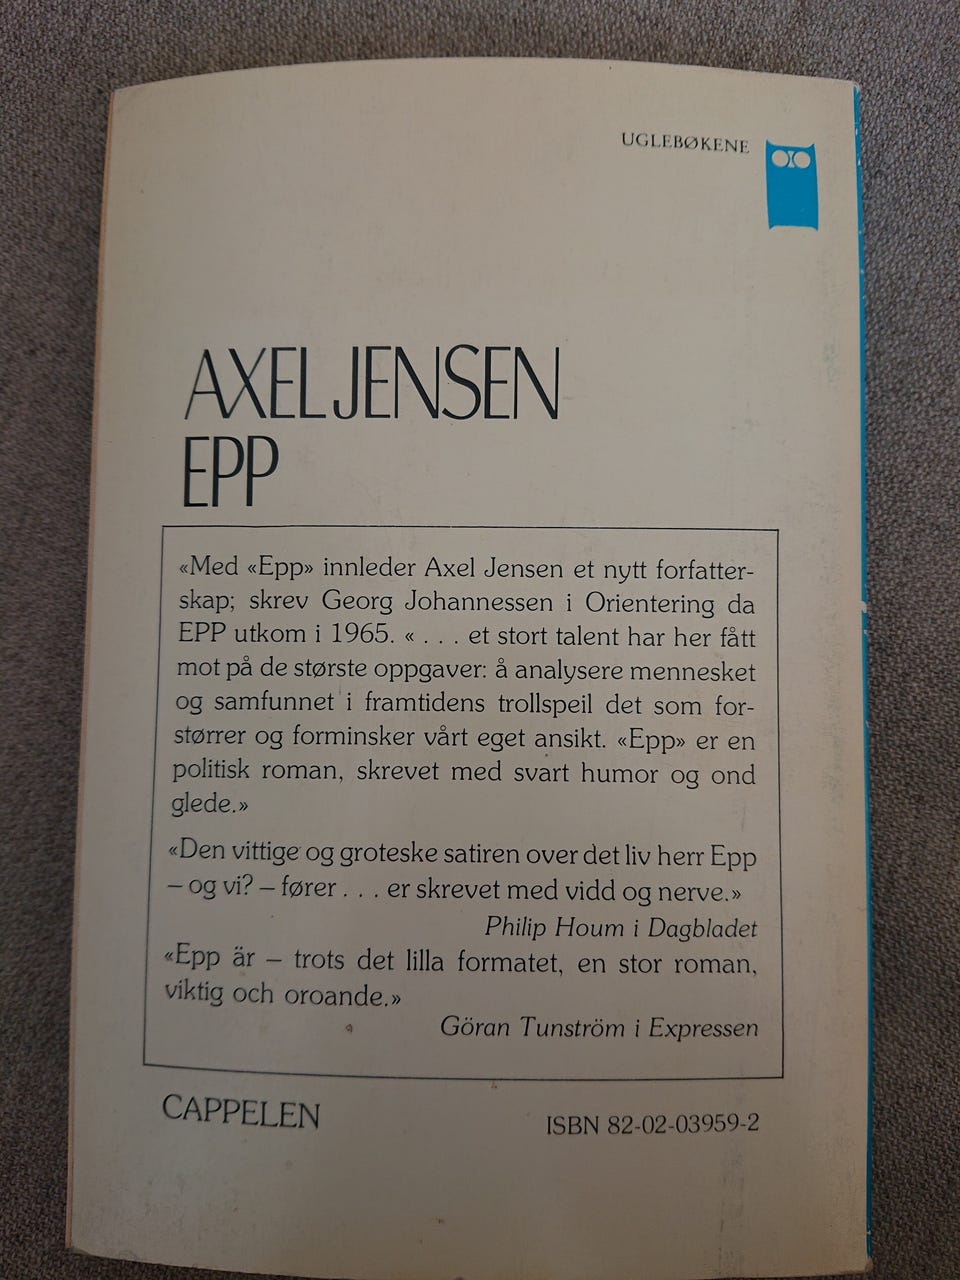 UGLEBØKENE
AXEL JENSEN
EPP
«Med «Epp» innleder Axel Jensen et nytt forfatter-
skap; skrev Georg Johannessen i Orientering da
EPP utkom i 1965. « . . . et stort talent har her fått
mot på de største oppgaver: å analysere mennesket
og samfunnet i framtidens trollspeil det som for-
størrer og forminsker vårt eget ansikt. «Epp» er en
politisk roman, skrevet med svart humor og ond
glede.»
«Den vittige og groteske satiren over det liv herr Epp
– og vi? – fører . . . er skrevet med vidd og nerve.»
Philip Houm i Dagbladet
«Epp är – trots det lilla formatet, en stor roman,
viktig och oroande.»
Göran Tunström i Expressen
CAPPELEN
ISBN 82-02-03959-2